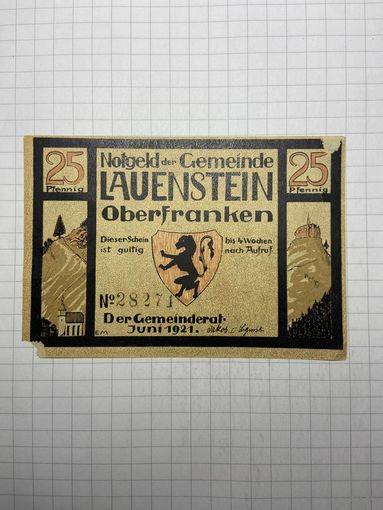 25 Pfennig
Notgeld der Gemeinde
LAUENSTEIN
Oberfranken
25 Pfennig
Dieser Schein
ist gültig
bis 4 Wochen
nach Aufruf.
No 28271
Der Gemeinderat.
Juni 1921.
EM